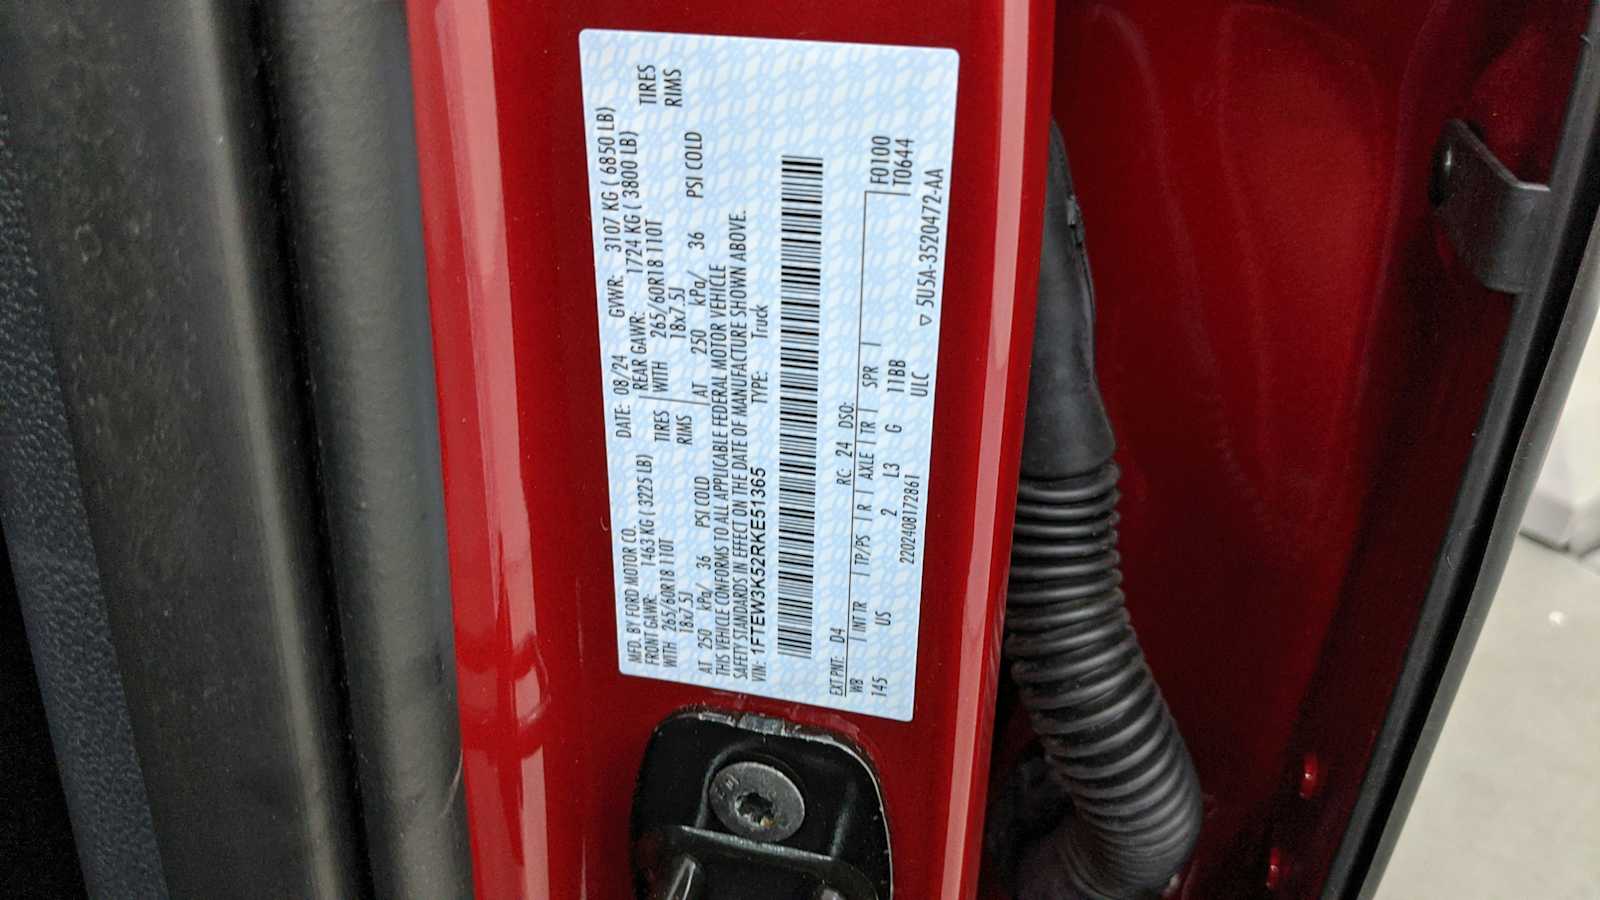 MFD. BY FORD MOTOR CO. DATE: 08/24 GVWR: 3107 KG ( 6850 LB)
FRONT GAWR: 1463 KG ( 3225 LB) REAR GAWR: 1724 KG ( 3800 LB)
WITH 265/60R18 110T TIRES WITH 265/60R18 110T TIRES
18x7.5J RIMS 18x7.5J RIMS
AT 250 kPa/ 36 PSI COLD AT 250 kPa/ 36 PSI COLD
THIS VEHICLE CONFORMS TO ALL APPLICABLE FEDERAL MOTOR VEHICLE
SAFETY STANDARDS IN EFFECT ON THE DATE OF MANUFACTURE SHOWN ABOVE.
VIN: 1FTEW3K52RKE51365 TYPE: Truck
EXT PNT: D4 RC: 24 DSO: F0100
WB INT TR TP/PS R AXLE TR SPR T0644
145 US 2 L3 G 11BB
22024081728​61 ULC ▽ 5U5A-3520472-AA